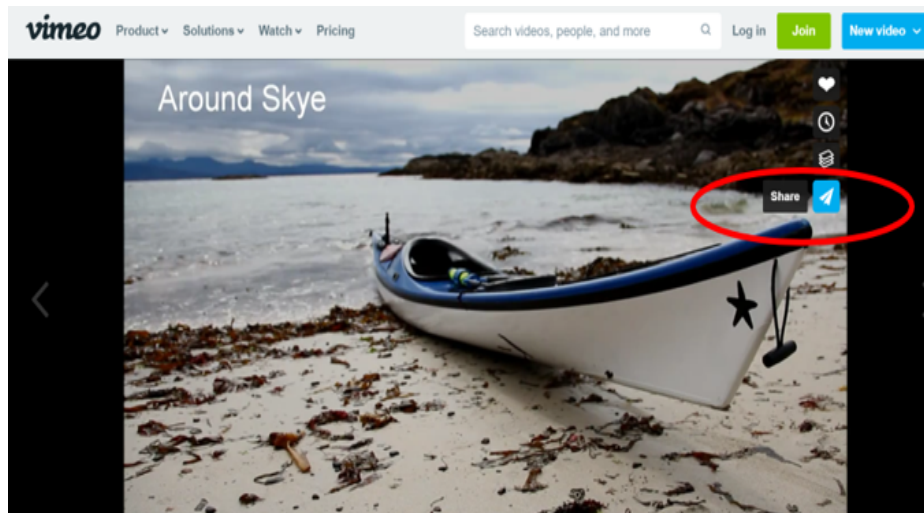 vimeo Product Solutions Watch Pricing Search videos, people, and more Log in Join New video
Around Skye
Share